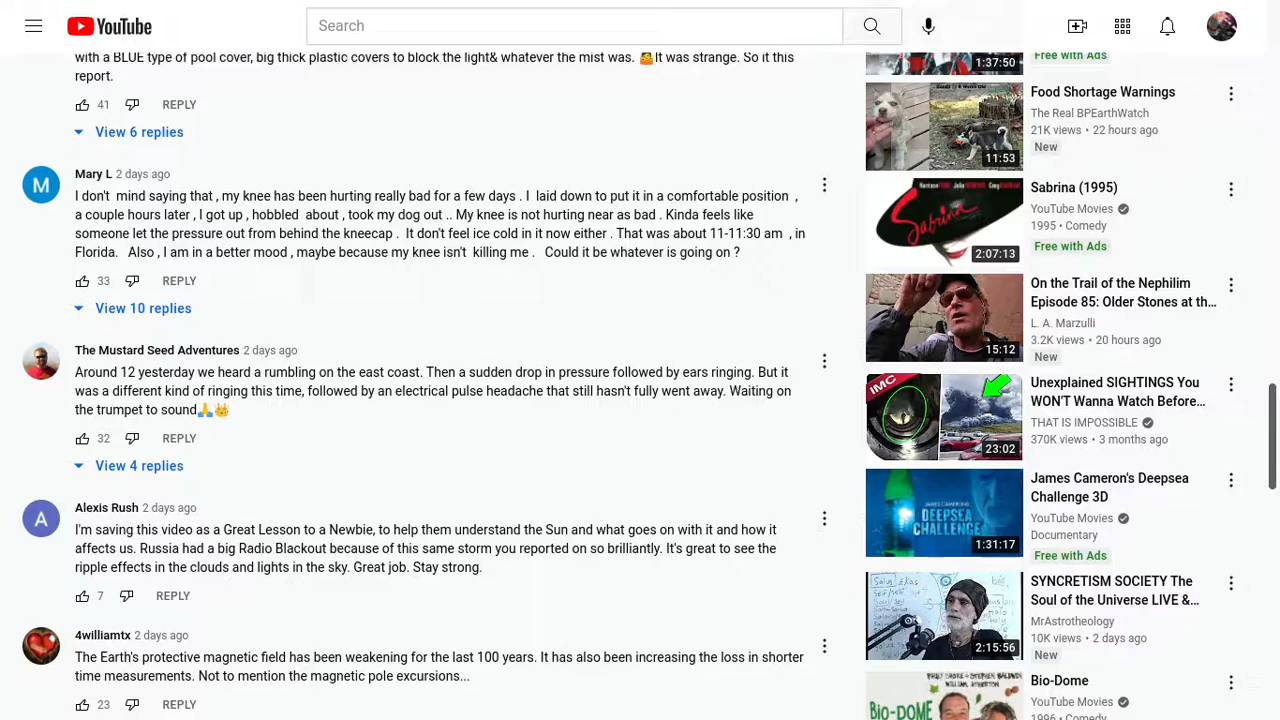 YouTube
Search
with a BLUE type of pool cover, big thick plastic covers to block the light& whatever the mist was. 🤷It was strange. So it this
report.
41
REPLY
View 6 replies
M
Mary L 2 days ago
I don't mind saying that , my knee has been hurting really bad for a few days . I laid down to put it in a comfortable position ,
a couple hours later , I got up , hobbled about , took my dog out .. My knee is not hurting near as bad . Kinda feels like
someone let the pressure out from behind the kneecap . It don't feel ice cold in it now either . That was about 11-11:30 am , in
Florida. Also , I am in a better mood , maybe because my knee isn't killing me . Could it be whatever is going on ?
33
REPLY
View 10 replies
The Mustard Seed Adventures 2 days ago
Around 12 yesterday we heard a rumbling on the east coast. Then a sudden drop in pressure followed by ears ringing. But it
was a different kind of ringing this time, followed by an electrical pulse headache that still hasn't fully went away. Waiting on
the trumpet to sound🙏👑
32
REPLY
View 4 replies
A
Alexis Rush 2 days ago
I'm saving this video as a fast Lesson to a Newbie, to help them understand the Sun and what goes on with it and how it
affects us. Russia had a big Radio Blackout because of this same storm you reported on so brilliantly. It's great to see the
ripple effects in the clouds and lights in the sky. Great job. Stay strong.
7
REPLY
4williamtx 2 days ago
The Earth's protective magnetic field has been weakening for the last 100 years. It has also been increasing the loss in shorter
time measurements. Not to mention the magnetic pole excursions...
23
REPLY
1:37:50
Free with Ads
11:53
Food Shortage Warnings
The Real BPEarthWatch
21K views • 22 hours ago
New
Sabrina
2:07:13
Sabrina (1995)
YouTube Movies
1995 • Comedy
Free with Ads
15:12
On the Trail of the Nephilim
Episode 85: Older Stones at th...
L. A. Marzulli
3.2K views • 20 hours ago
New
IMC
23:02
Unexplained SIGHTINGS You
WON'T Wanna Watch Before...
THAT IS IMPOSSIBLE
370K views • 3 months ago
JAMES CAMERON'S
DEEPSEA
CHALLENGE
1:31:17
James Cameron's Deepsea
Challenge 3D
YouTube Movies
Documentary
Free with Ads
2:15:56
SYNCRETISM SOCIETY The
Soul of the Universe LIVE &...
MrAstrotheology
10K views • 2 days ago
New
BIO-DOME
Bio-Dome
YouTube Movies
1996 • Comedy